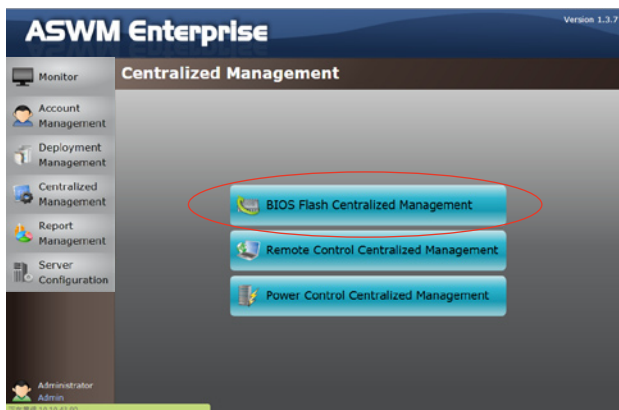 ASWM Enterprise
Version 1.3.7
Monitor
Centralized Management
Account
Management
Deployment
Management
Centralized
Management
Report
Management
Server
Configuration
BIOS Flash Centralized Management
Remote Control Centralized Management
Power Control Centralized Management
Administrator
Admin